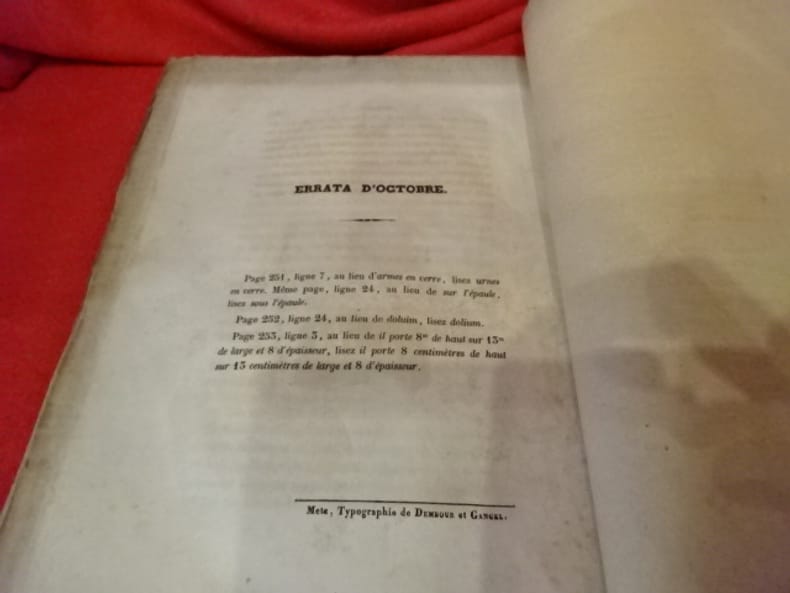 ERRATA D'OCTOBRE.
Page 251, ligne 7, au lieu d'armes en verre, lisez urnes
en verre. Même page, ligne 24, au lieu de sur l'épaule,
lisez sous l'épaule.
Page 252, ligne 24, au lieu de doluim, lisez dolium.
Page 253, ligne 3, au lieu de il porte 8m de haut sur 13m
de large et 8 d'épaisseur, lisez il porte 8 centimètres de haut
sur 13 centimètres de large et 8 d'épaisseur.
Metz, Typographie de DEMBOUR et GANGEL.